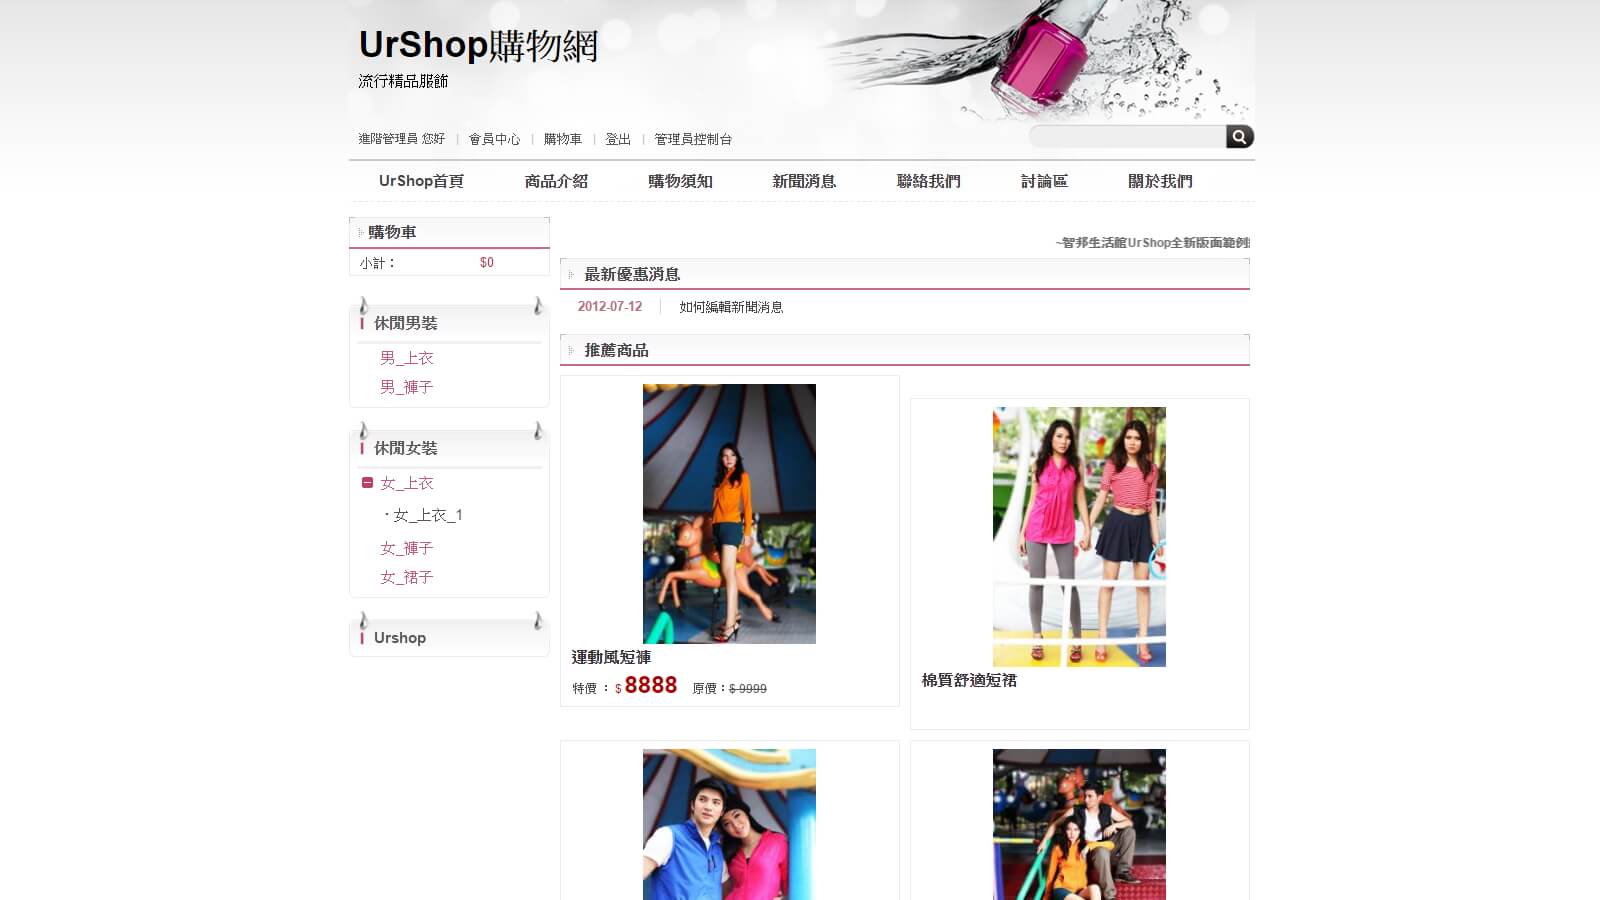 UrShop購物網
流行精品服飾
進階管理員 您好 | 會員中心 | 購物車 | 登出 | 管理員控制台
UrShop首頁 商品介紹 購物須知 新聞消息 聯絡我們 討論區 關於我們
購物車
小計： $0
休閒男裝
男_上衣
男_褲子
休閒女裝
女_上衣
·女_上衣_1
女_褲子
女_裙子
Urshop
~智邦生活館UrShop全新版面範例
最新優惠消息
2012-07-12 如何編輯新聞消息
推薦商品
運動風短褲
特價：$8888 原價：$ 9999
棉質舒適短裙